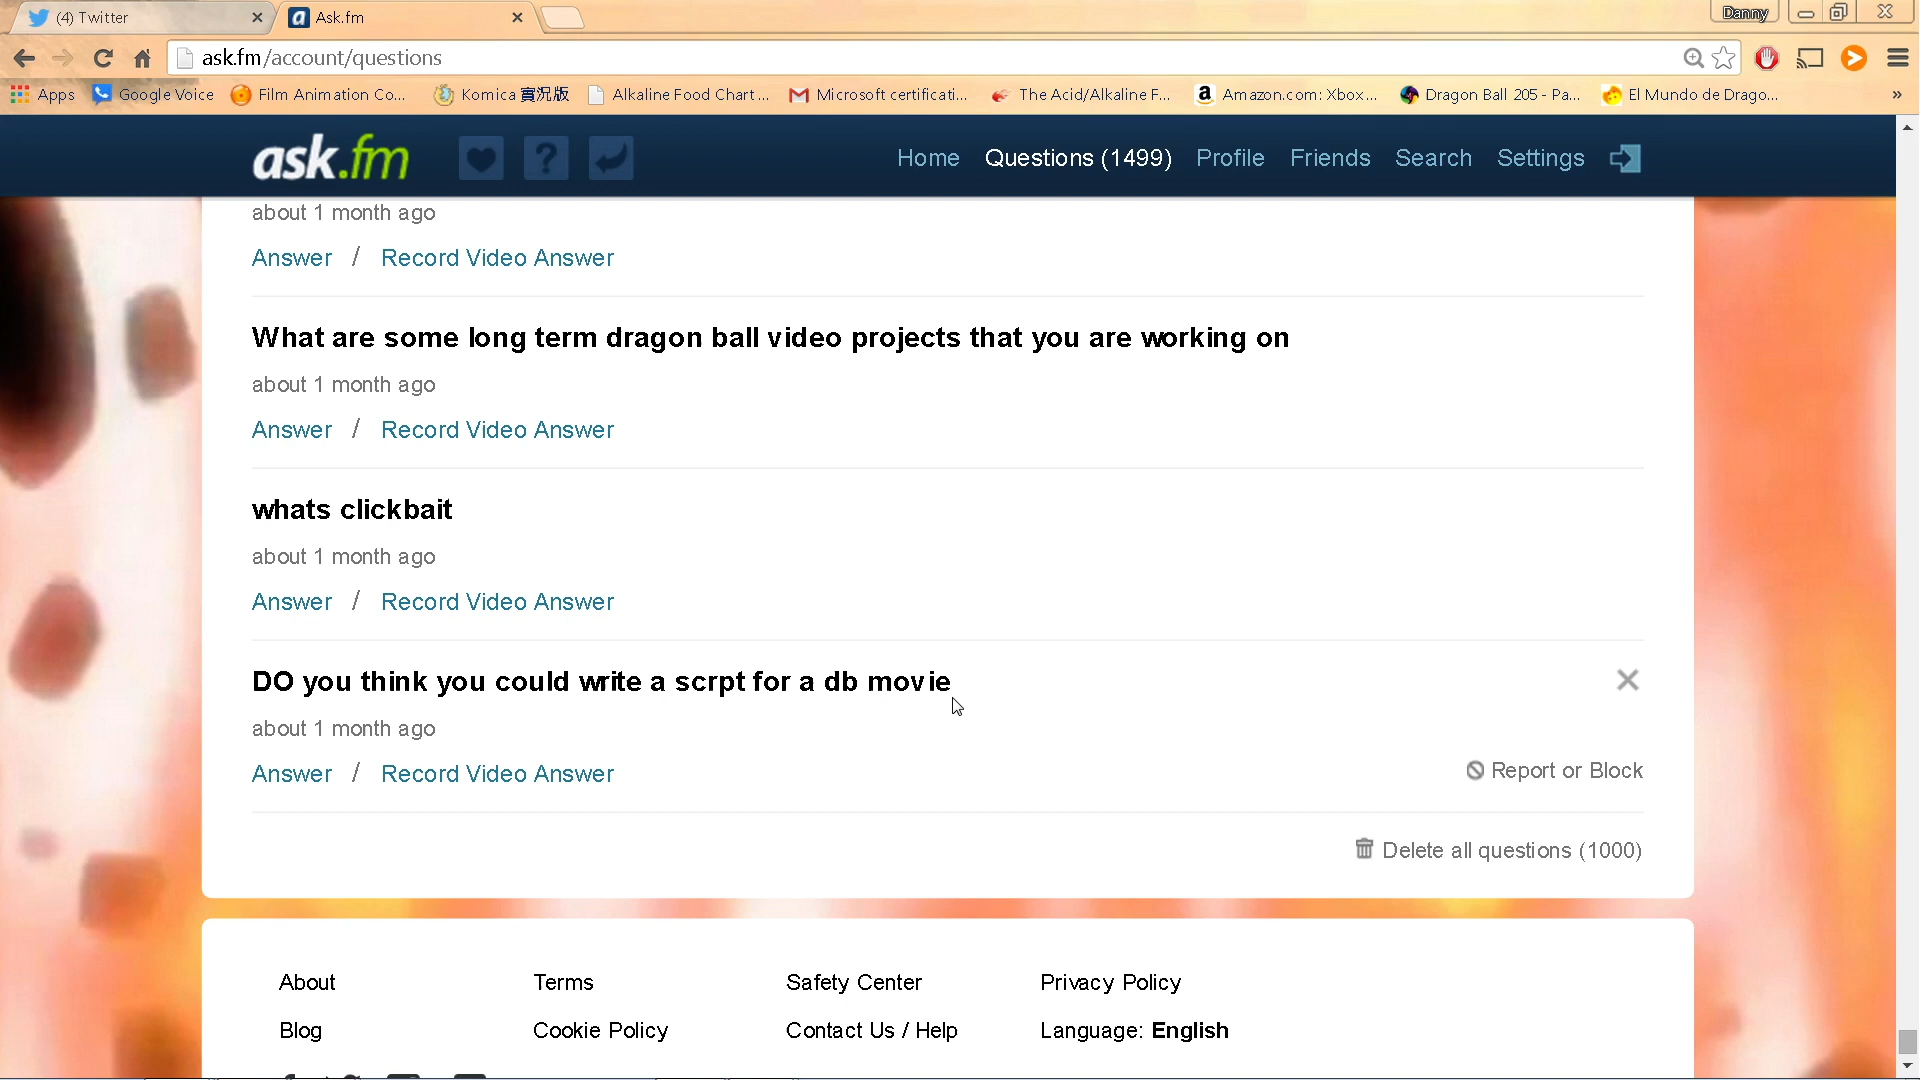 (4) Twitter
Ask.fm
Danny
ask.fm/account/questions
Apps
Google Voice
Film Animation Co...
Komica 實況版
Alkaline Food Chart ...
Microsoft certificati...
The Acid/Alkaline F...
Amazon.com: Xbox...
Dragon Ball 205 - Pa...
El Mundo de Drago...
»
ask.fm
Home
Questions (1499)
Profile
Friends
Search
Settings
about 1 month ago
Answer / Record Video Answer
What are some long term dragon ball video projects that you are working on
about 1 month ago
Answer / Record Video Answer
whats clickbait
about 1 month ago
Answer / Record Video Answer
DO you think you could write a scrpt for a db movie
about 1 month ago
Answer / Record Video Answer
Report or Block
Delete all questions (1000)
About
Terms
Safety Center
Privacy Policy
Blog
Cookie Policy
Contact Us / Help
Language: English